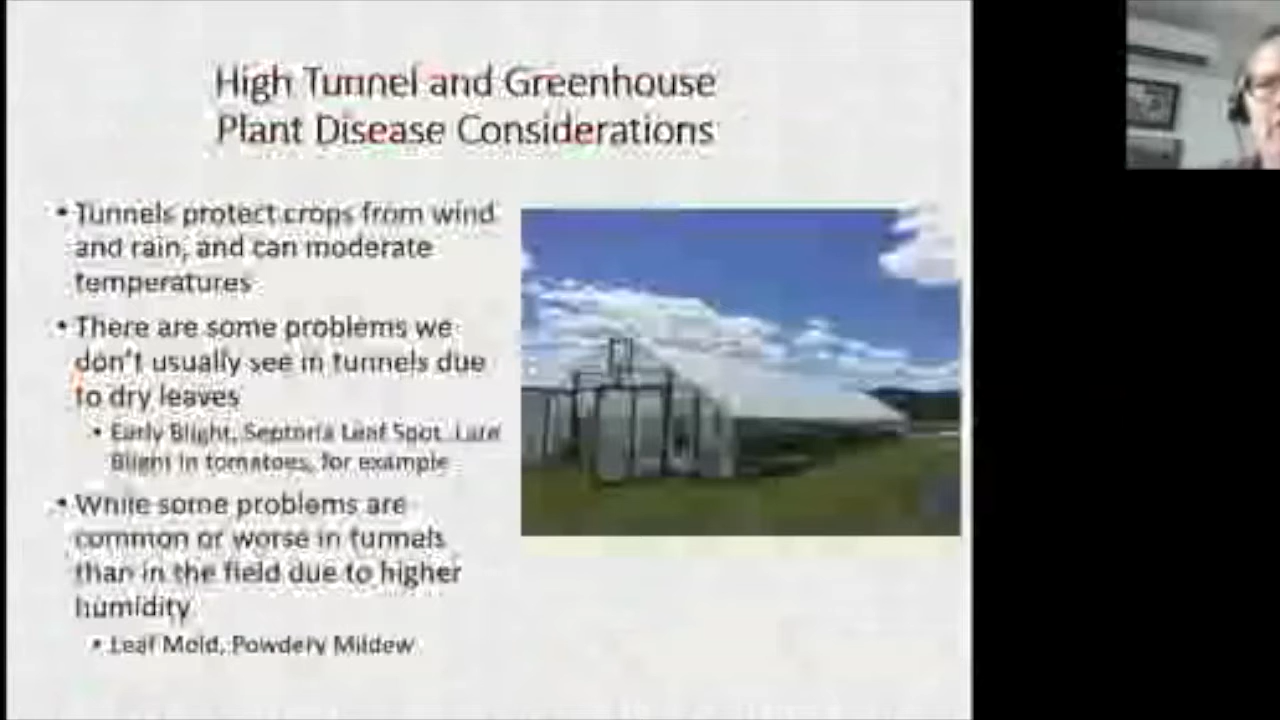 High Tunnel and Greenhouse
Plant Disease Considerations
• Tunnels protect crops from wind
and rain, and can moderate
temperatures
• There are some problems we
don't usually see in tunnels due
to dry leaves
• Early Blight, Septoria Leaf Spot, Late
Blight in tomatoes, for example
• While some problems are
common or worse in tunnels
than in the field due to higher
humidity
• Leaf Mold, Powdery Mildew